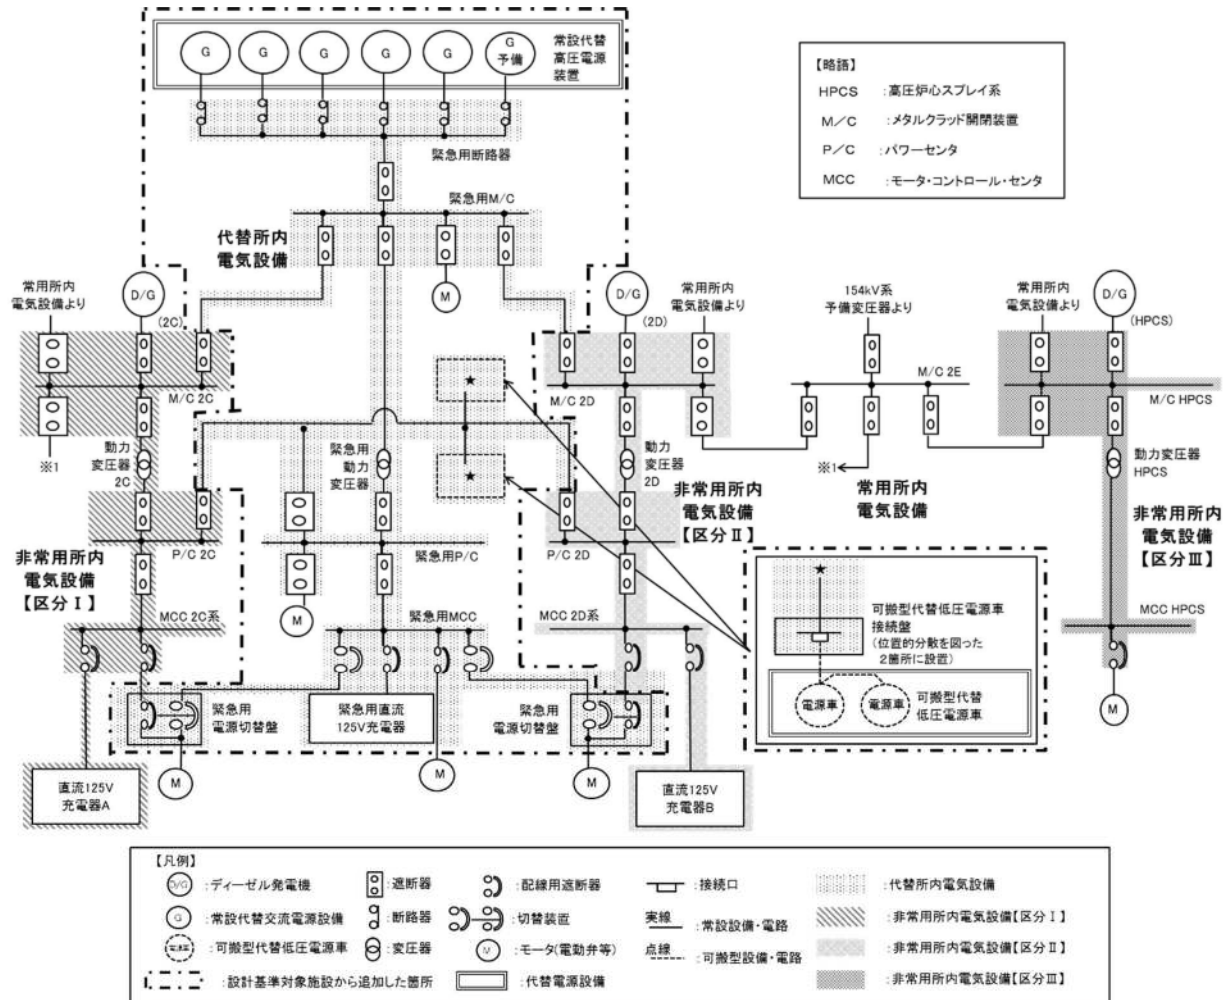 G
G
G
G
G
G
予備
常設代替
高圧電源
装置
【略語】
HPCS :高圧炉心スプレイ系
M/C :メタルクラッド開閉装置
P/C :パワーセンタ
MCC :モータ・コントロール・センタ
緊急用断路器
緊急用M/C
代替所内
電気設備
M
常用所内
電気設備より
D/G
(2C)
D/G
(2D)
常用所内
電気設備より
154kV系
予備変圧器より
常用所内
電気設備より
D/G
(HPCS)
M/C 2C
★
M/C 2D
M/C 2E
M/C HPCS
※1
動力
変圧器
2C
緊急用
動力
変圧器
★
動力
変圧器
2D
※1
動力変圧器
HPCS
非常用所内
電気設備
【区分Ⅱ】
常用所内
電気設備
非常用所内
電気設備
【区分Ⅲ】
P/C 2C
緊急用P/C
P/C 2D
非常用所内
電気設備
【区分Ⅰ】
M
★
可搬型代替低圧電源車
接続盤
(位置的分散を図った
2箇所に設置)
電源車
電源車
可搬型代替
低圧電源車
MCC 2C系
緊急用MCC
MCC 2D系
MCC HPCS
緊急用
電源切替盤
緊急用直流
125V充電器
緊急用
電源切替盤
M
M
M
M
直流125V
充電器A
直流125V
充電器B
【凡例】
D/G :ディーゼル発電機
:遮断器
:配線用遮断器
:接続口
:代替所内電気設備
G :常設代替交流電源設備
:断路器
:切替装置
実線 :常設設備・電路
:非常用所内電気設備【区分Ⅰ】
電源車 :可搬型代替低圧電源車
:変圧器
M :モータ(電動弁等)
点線 :可搬型設備・電路
:非常用所内電気設備【区分Ⅱ】
:設計基準対象施設から追加した箇所
:代替電源設備
:非常用所内電気設備【区分Ⅲ】